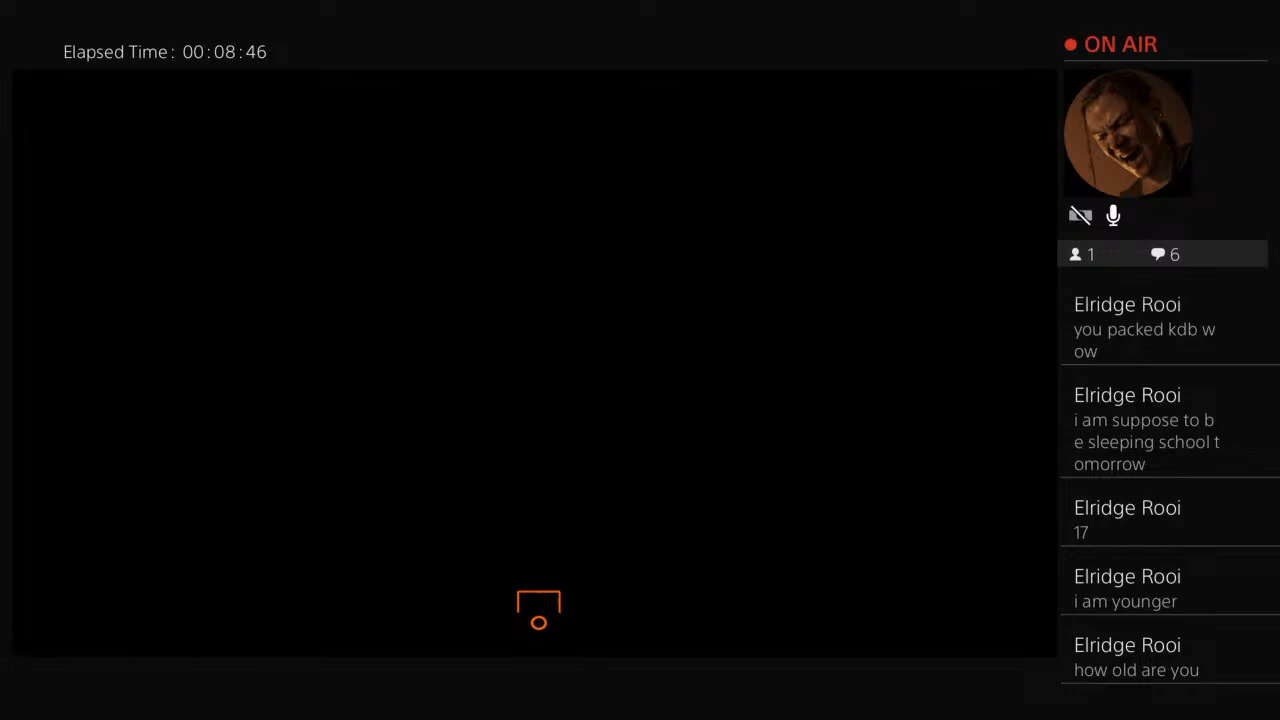 Elapsed Time: 00:08:46
ON AIR
1 6
Elridge Rooi
you packed kdb w
ow
Elridge Rooi
i am suppose to b
e sleeping school t
omorrow
Elridge Rooi
17
Elridge Rooi
i am younger
Elridge Rooi
how old are you